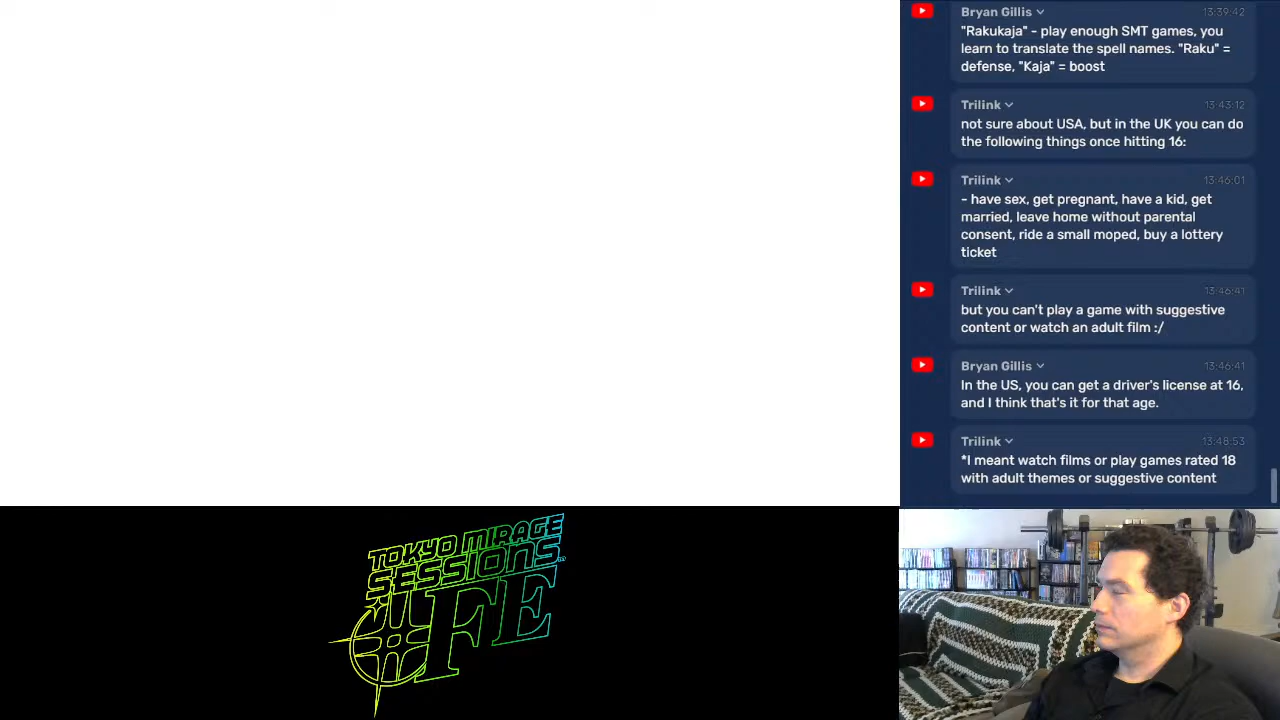 Bryan Gillis 13:39:42
"Rakukaja" - play enough SMT games, you
learn to translate the spell names. "Raku" =
defense, "Kaja" = boost
Trilink 13:43:12
not sure about USA, but in the UK you can do
the following things once hitting 16:
Trilink 13:46:01
- have sex, get pregnant, have a kid, get
married, leave home without parental
consent, ride a small moped, buy a lottery
ticket
Trilink 13:46:41
but you can't play a game with suggestive
content or watch an adult film :/
Bryan Gillis 13:46:41
In the US, you can get a driver's license at 16,
and I think that's it for that age.
Trilink 13:48:53
*I meant watch films or play games rated 18
with adult themes or suggestive content
TOKYO MIRAGE
SESSIONS
#FE